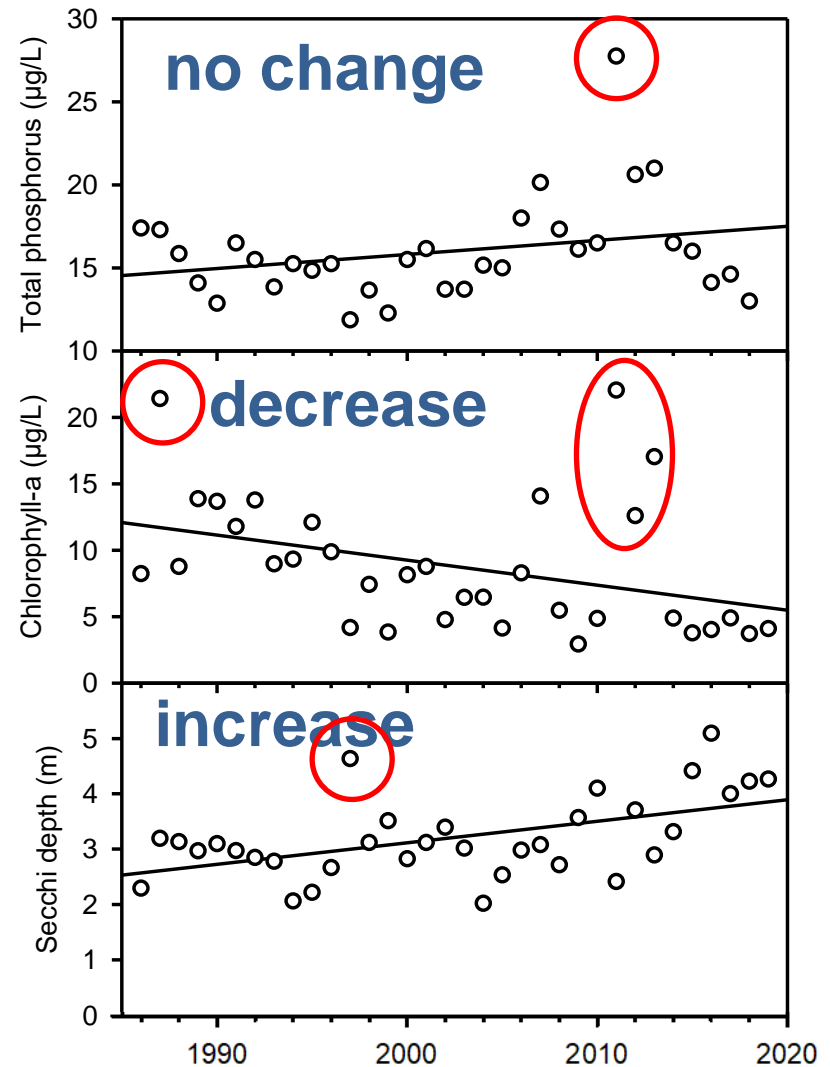 30
no change
25
20
15
10
Total phosphorus (µg/L)
decrease
20
15
10
5
0
Chlorophyll-a (µg/L)
increase
5
4
3
2
1
0
Secchi depth (m)
1990 2000 2010 2020